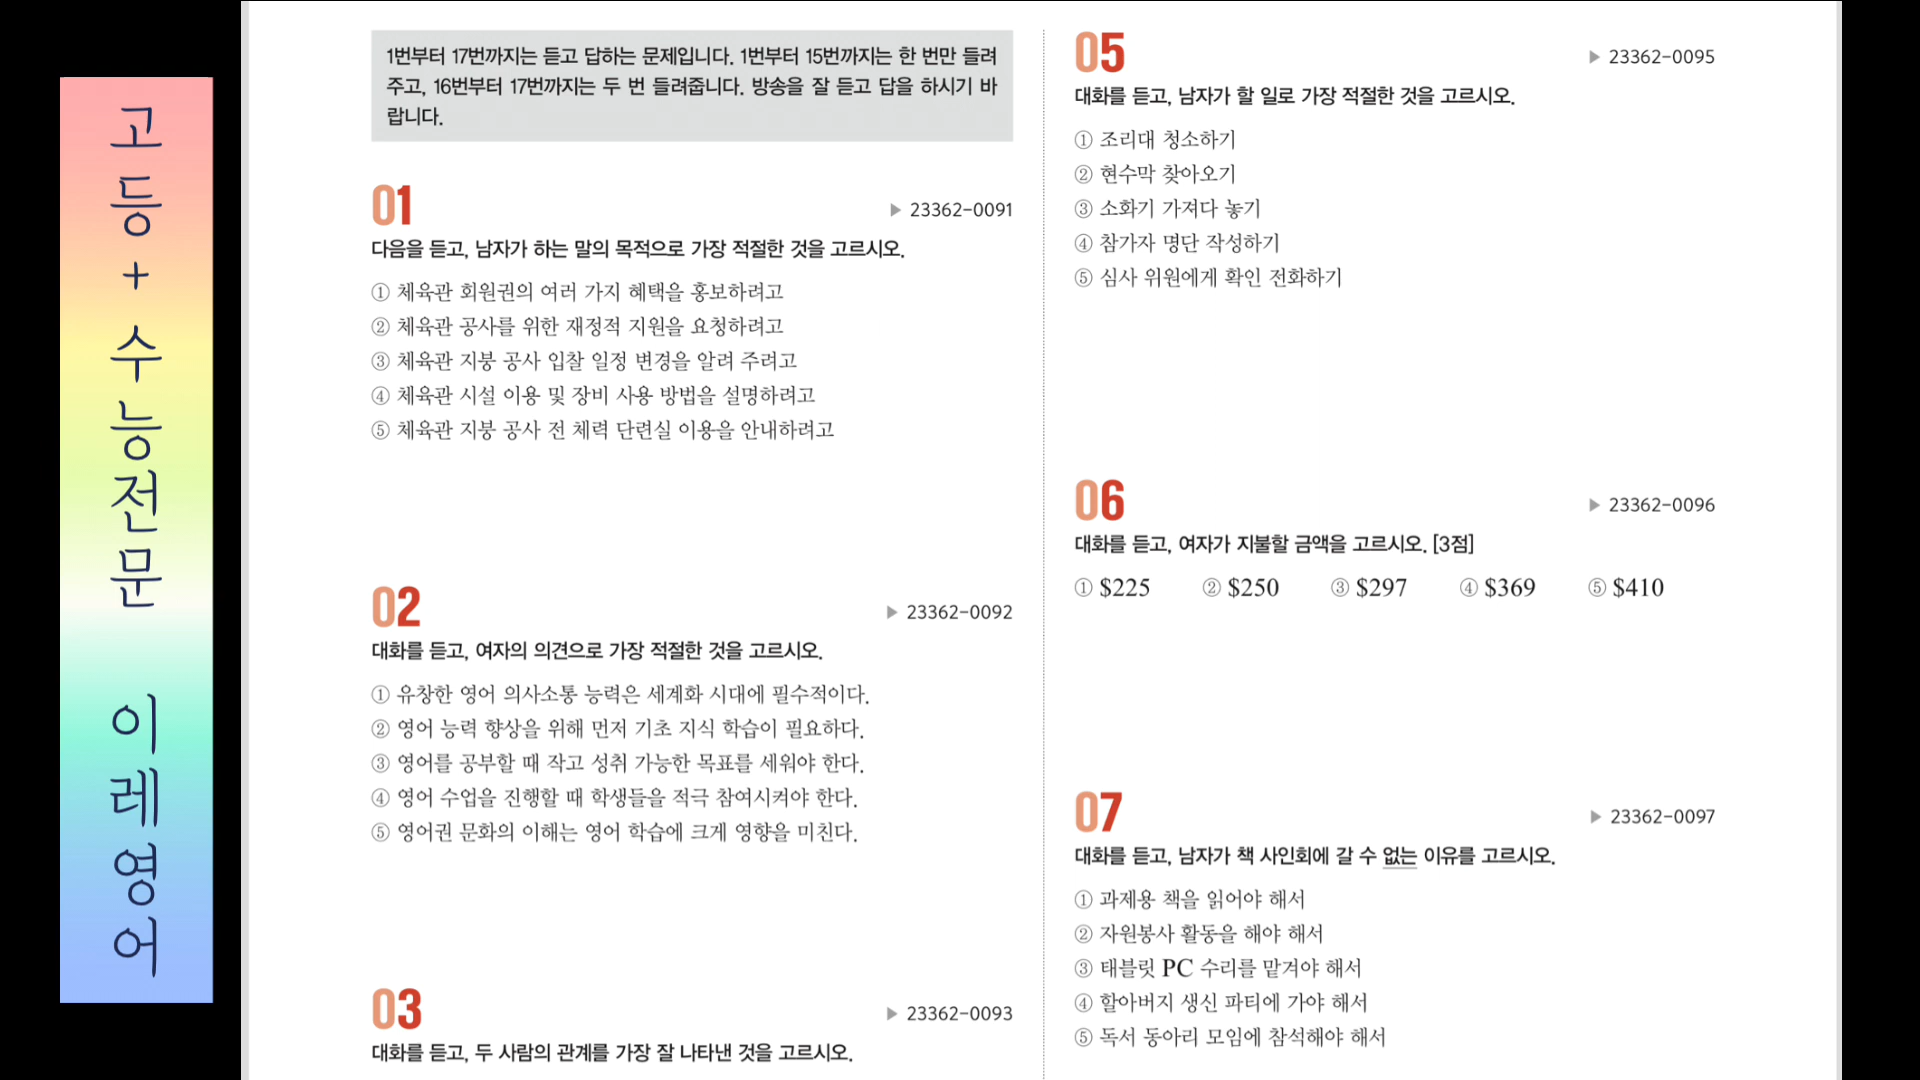 고등+수능전문 이레영어
1번부터 17번까지는 듣고 답하는 문제입니다. 1번부터 15번까지는 한 번만 들려
주고, 16번부터 17번까지는 두 번 들려줍니다. 방송을 잘 듣고 답을 하시기 바
랍니다.
01
▶ 23362-0091
다음을 듣고, 남자가 하는 말의 목적으로 가장 적절한 것을 고르시오.
① 체육관 회원권의 여러 가지 혜택을 홍보하려고
② 체육관 공사를 위한 재정적 지원을 요청하려고
③ 체육관 지붕 공사 입찰 일정 변경을 알려 주려고
④ 체육관 시설 이용 및 장비 사용 방법을 설명하려고
⑤ 체육관 지붕 공사 전 체력 단련실 이용을 안내하려고
02
▶ 23362-0092
대화를 듣고, 여자의 의견으로 가장 적절한 것을 고르시오.
① 유창한 영어 의사소통 능력은 세계화 시대에 필수적이다.
② 영어 능력 향상을 위해 먼저 기초 지식 학습이 필요하다.
③ 영어를 공부할 때 작고 성취 가능한 목표를 세워야 한다.
④ 영어 수업을 진행할 때 학생들을 적극 참여시켜야 한다.
⑤ 영어권 문화의 이해는 영어 학습에 크게 영향을 미친다.
03
▶ 23362-0093
대화를 듣고, 두 사람의 관계를 가장 잘 나타낸 것을 고르시오.
05
▶ 23362-0095
대화를 듣고, 남자가 할 일로 가장 적절한 것을 고르시오.
① 조리대 청소하기
② 현수막 찾아오기
③ 소화기 가져다 놓기
④ 참가자 명단 작성하기
⑤ 심사 위원에게 확인 전화하기
06
▶ 23362-0096
대화를 듣고, 여자가 지불할 금액을 고르시오. [3점]
① $225 ② $250 ③ $297 ④ $369 ⑤ $410
07
▶ 23362-0097
대화를 듣고, 남자가 책 사인회에 갈 수 없는 이유를 고르시오.
① 과제용 책을 읽어야 해서
② 자원봉사 활동을 해야 해서
③ 태블릿 PC 수리를 맡겨야 해서
④ 할아버지 생신 파티에 가야 해서
⑤ 독서 동아리 모임에 참석해야 해서